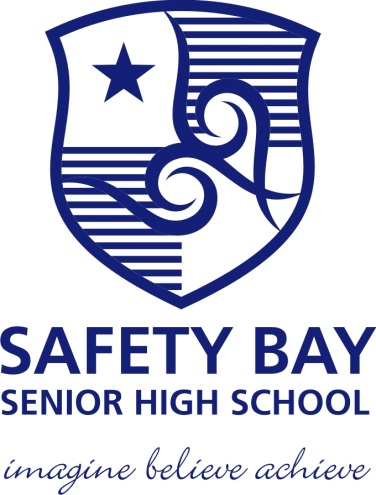 SAFETY BAY
SENIOR HIGH SCHOOL
imagine believe achieve